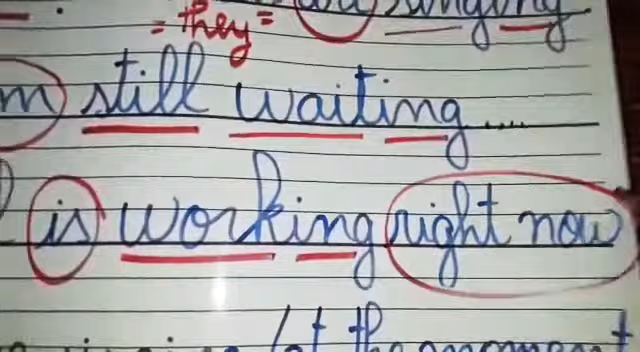 = they = singing
m still waiting ....
is working right now
at the moment